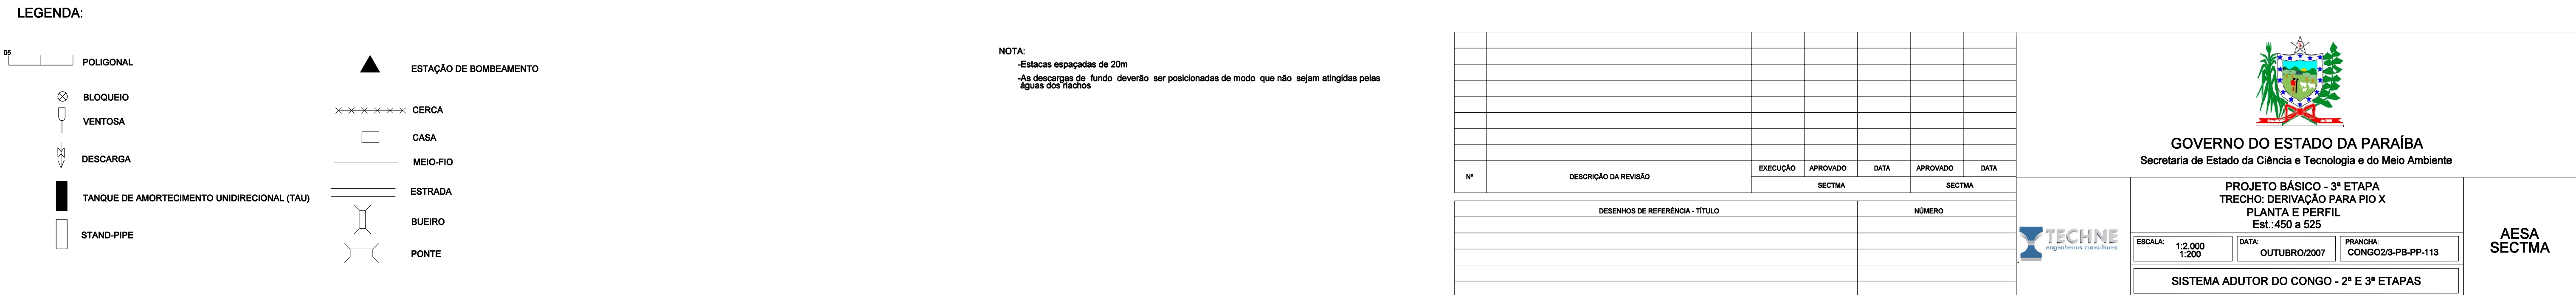 LEGENDA:
05
POLIGONAL
BLOQUEIO
VENTOSA
DESCARGA
TANQUE DE AMORTECIMENTO UNIDIRECIONAL (TAU)
STAND-PIPE
ESTAÇÃO DE BOMBEAMENTO
CERCA
CASA
MEIO-FIO
ESTRADA
BUEIRO
PONTE
NOTA:
-Estacas espaçadas de 20m
-As descargas de fundo deverão ser posicionadas de modo que não sejam atingidas pelas
águas dos riachos
Nº DESCRIÇÃO DA REVISÃO EXECUÇÃO APROVADO DATA APROVADO DATA
SECTMA SECTMA
DESENHOS DE REFERÊNCIA - TÍTULO NÚMERO
GOVERNO DO ESTADO DA PARAÍBA
Secretaria de Estado da Ciência e Tecnologia e do Meio Ambiente
TECHNE
engenheiros consultores
PROJETO BÁSICO - 3ª ETAPA
TRECHO: DERIVAÇÃO PARA PIO X
PLANTA E PERFIL
Est.:450 a 525
ESCALA: 1:2.000
1:200
DATA:
OUTUBRO/2007
PRANCHA:
CONGO2/3-PB-PP-113
SISTEMA ADUTOR DO CONGO - 2ª E 3ª ETAPAS
AESA
SECTMA